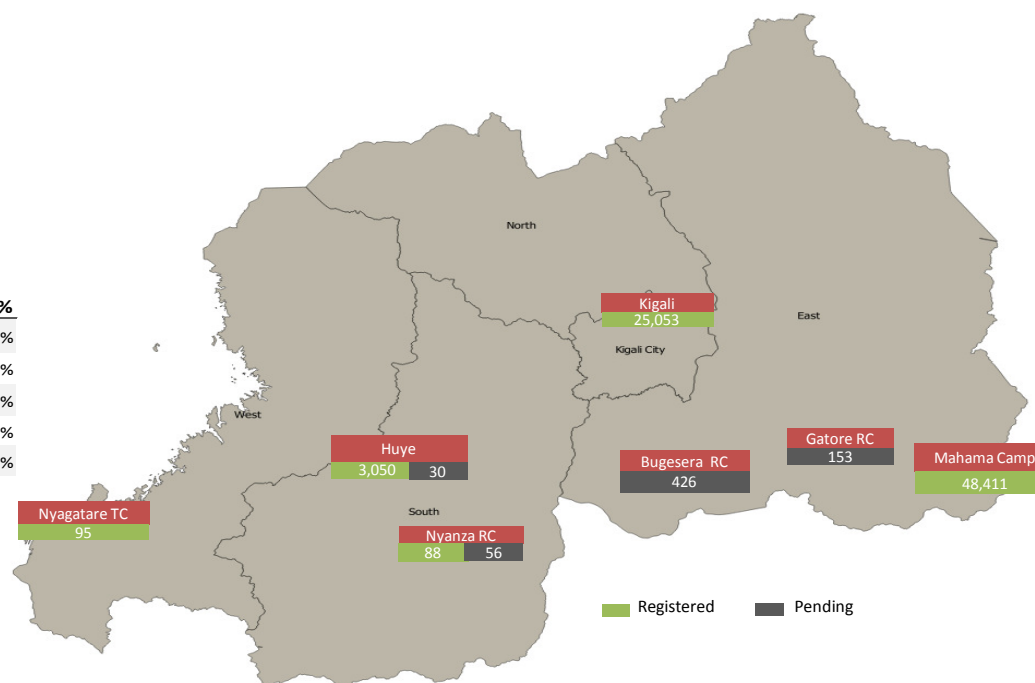 North
Kigali
%
25,053
East
%
Kigali City
%
%
West
%
Gatore RC
Huye
153
Bugesera RC
Mahama Camp
%
3,050 30
426
48,411
Nyagatare TC
South
95
Nyanza RC
88 56
Registered Pending